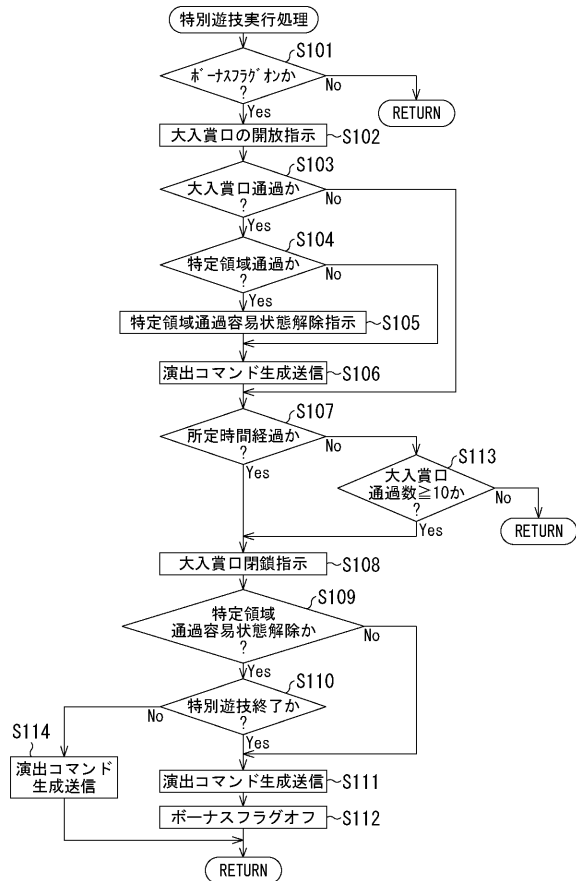 特別遊技実行処理
S101
ﾎﾞｰﾅｽﾌﾗｸﾞｵﾝか
?
No
Yes
RETURN
大入賞口の開放指示
S102
S103
大入賞口通過か
?
No
Yes
S104
特定領域通過か
?
No
Yes
特定領域通過容易状態解除指示
S105
演出コマンド生成送信
S106
S107
所定時間経過か
?
No
Yes
S113
大入賞口
通過数≧10か
?
No
Yes
RETURN
大入賞口閉鎖指示
S108
S109
特定領域
通過容易状態解除か
?
No
Yes
S110
特別遊技終了か
?
No
Yes
S114
演出コマンド
生成送信
演出コマンド生成送信
S111
ボーナスフラグオフ
S112
RETURN